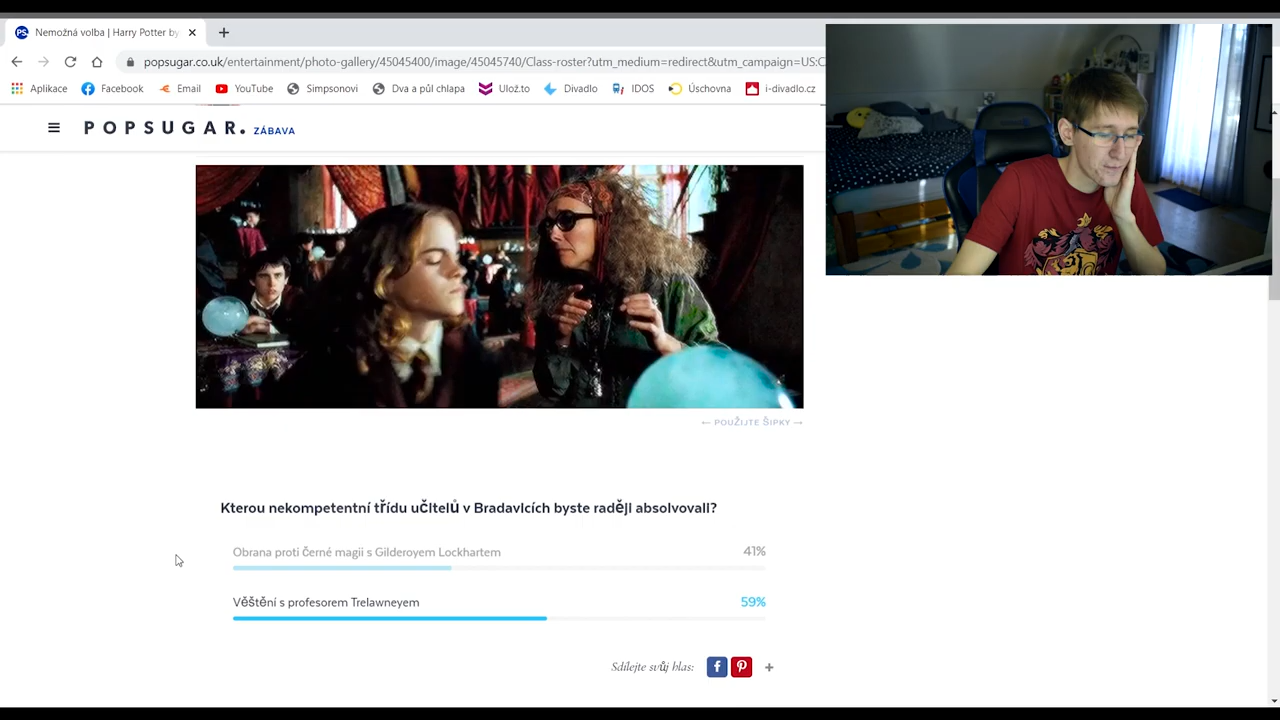 Nemožná volba | Harry Potter by
popsugar.co.uk/entertainment/photo-gallery/45045400/image/45045740/Class-roster?utm_medium=redirect&utm_campaign=US:C
Aplikace Facebook Email YouTube Simpsonovi Dva a půl chlapa Ulož.to Divadlo IDOS Úschovna i-divadlo.cz
POPSUGAR. ZÁBAVA
← POUŽIJTE ŠIPKY →
Kterou nekompetentní třídu učitelů v Bradavicích byste raději absolvovali?
Obrana proti černé magii s Gilderoyem Lockhartem 41%
Věštění s profesorem Trelawneyem 59%
Sdílejte svůj hlas: